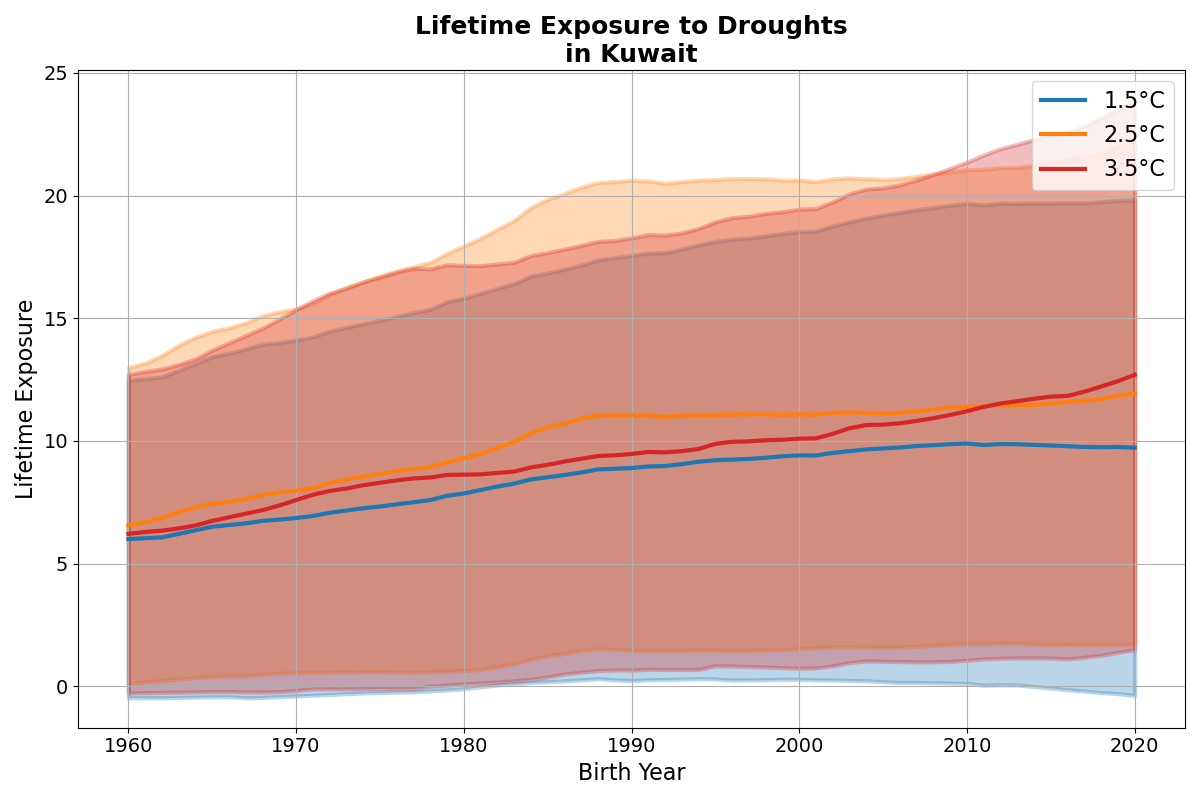 Lifetime Exposure to Droughts
in Kuwait
1.5°C
2.5°C
3.5°C
Lifetime Exposure
25
20
15
10
5
0
1960 1970 1980 1990 2000 2010 2020
Birth Year